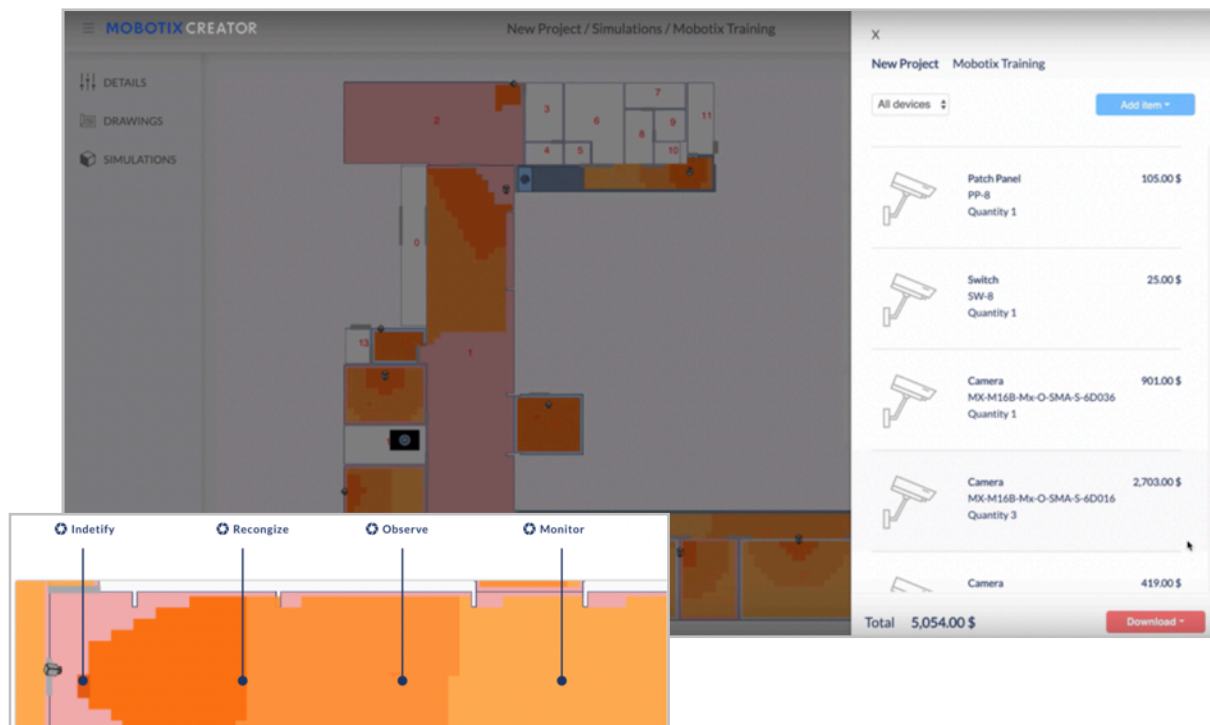 MOBOTIX CREATOR
New Project / Simulations / Mobotix Training
DETAILS
DRAWINGS
SIMULATIONS
2
3
4
5
6
7
8
9
10
11
0
1
13
X
New Project Mobotix Training
All devices
Add item
Patch Panel 105.00 $
PP-8
Quantity 1
Switch 25.00 $
SW-8
Quantity 1
Camera 901.00 $
MX-M16B-Mx-O-SMA-S-6D036
Quantity 1
Camera 2,703.00 $
MX-M16B-Mx-O-SMA-S-6D016
Quantity 3
Camera 419.00 $
Total 5,054.00 $
Download
Indetify
Recongize
Observe
Monitor